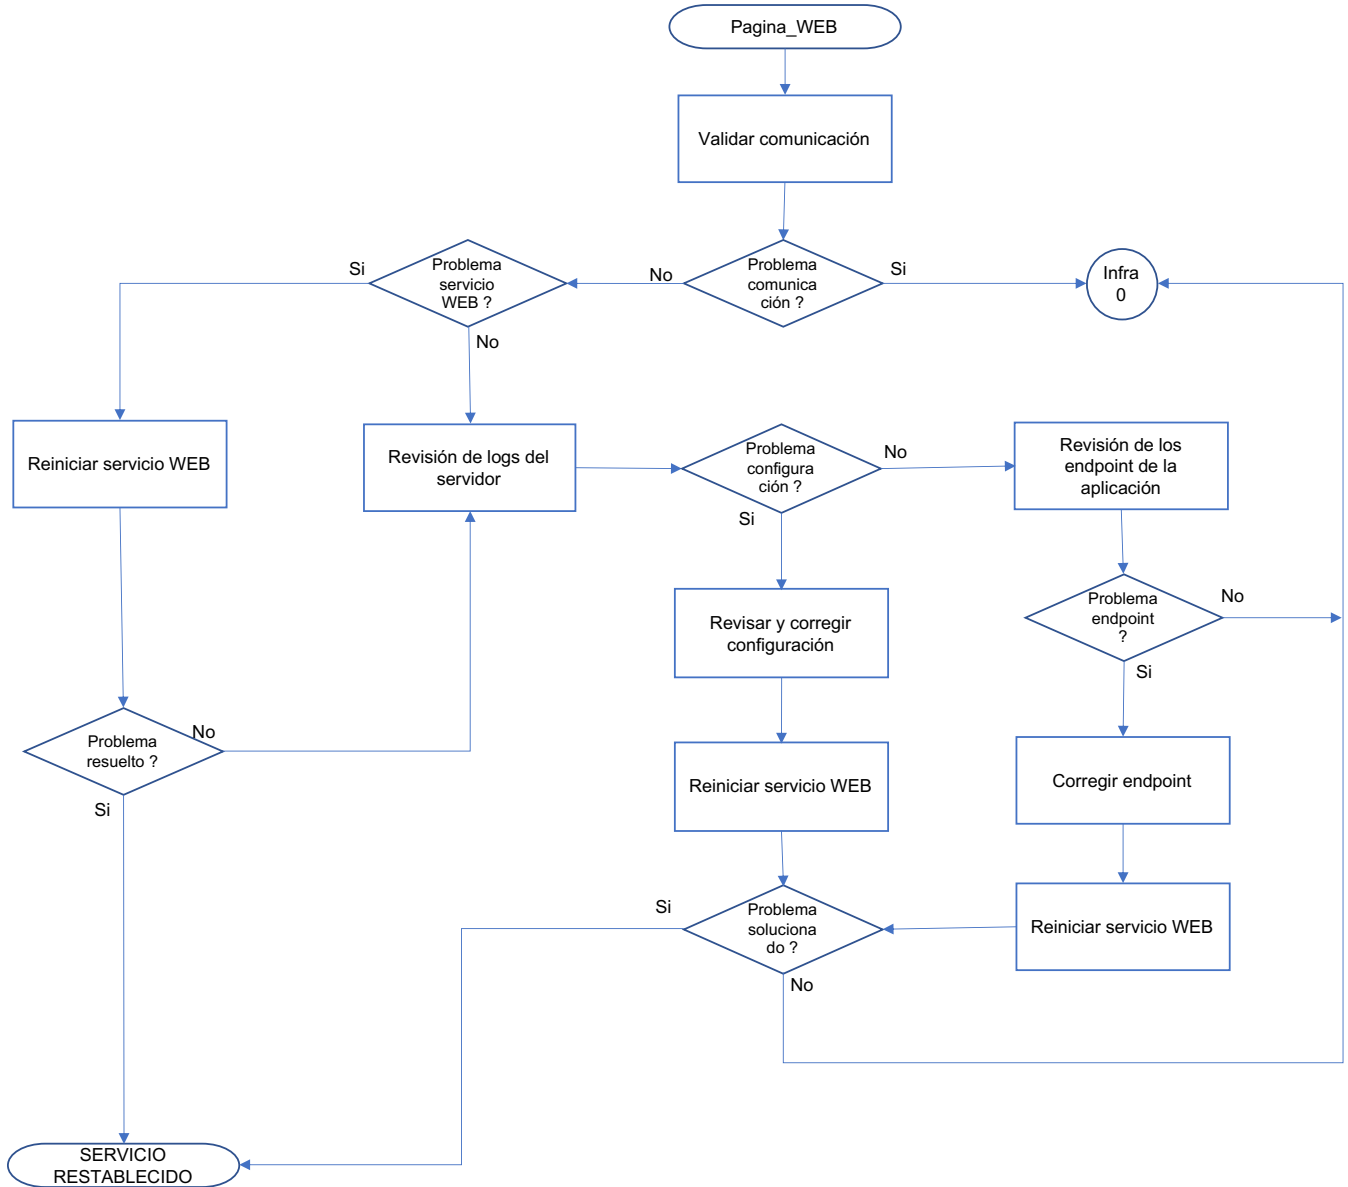 Pagina_WEB
Validar comunicación
Si
Problema
servicio
WEB ?
No
No
Problema
comunica
ción ?
Si
Infra
0
Reiniciar servicio WEB
Revisión de logs del
servidor
Problema
configura
ción ?
No
Si
Revisión de los
endpoint de la
aplicación
Revisar y corregir
configuración
Problema
endpoint
?
No
Si
Problema
resuelto ?
No
Si
Reiniciar servicio WEB
Corregir endpoint
Si
Problema
soluciona
do ?
No
Reiniciar servicio WEB
SERVICIO
RESTABLECIDO